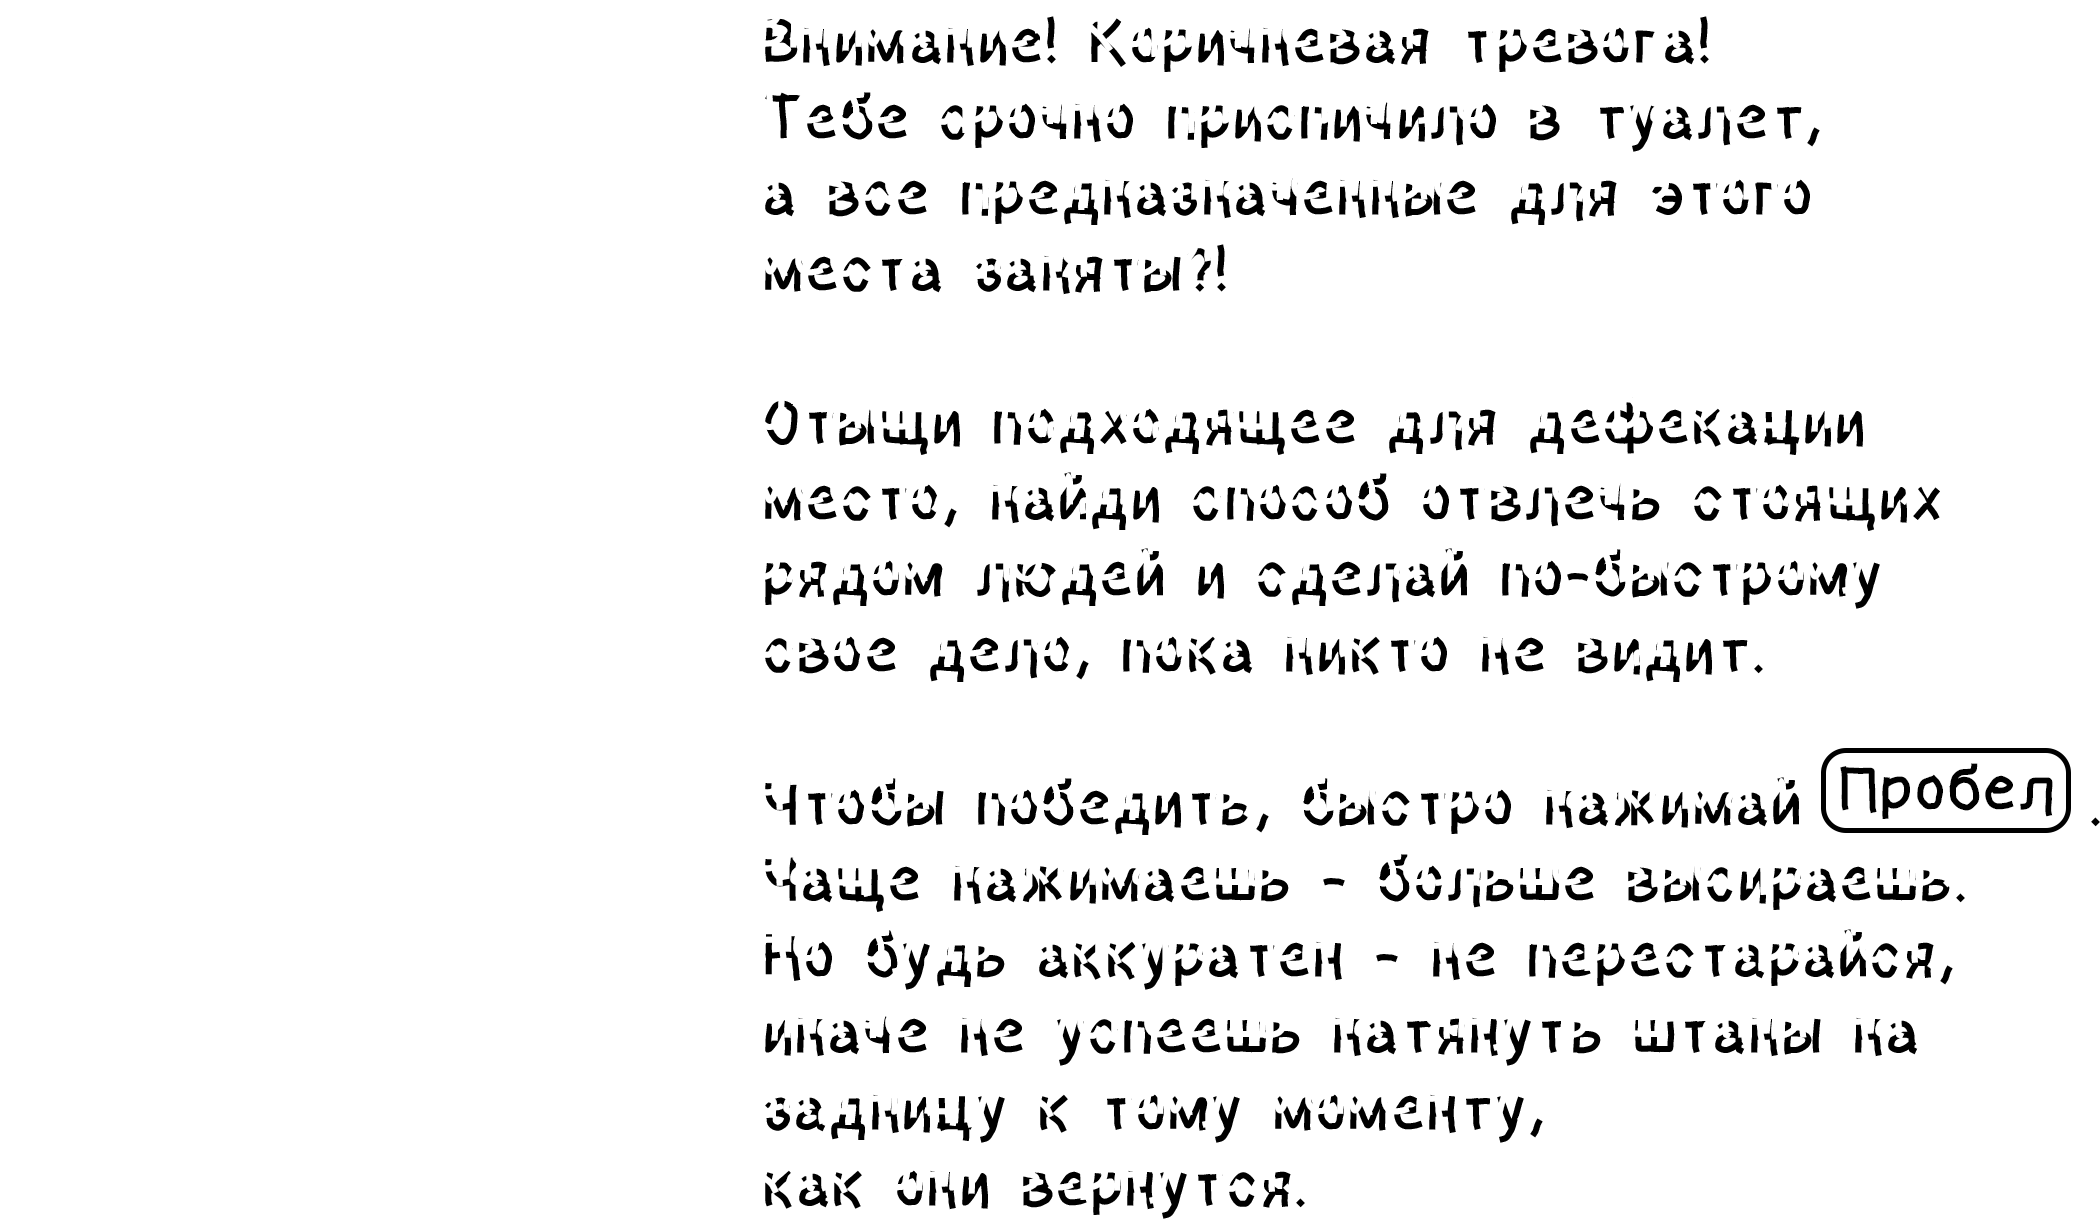 Внимание! Коричневая тревога!
Тебе срочно приспичило в туалет,
а все предназначенные для этого
места заняты?!
Отыщи подходящее для дефекации
место, найди способ отвлечь стоящих
рядом людей и сделай по-быстрому
свое дело, пока никто не видит.
Чтобы победить, быстро нажимай Пробел.
Чаще нажимаешь - больше высираешь.
Но будь аккуратен - не перестарайся,
иначе не успеешь натянуть штаны на
задницу к тому моменту,
как они вернутся.